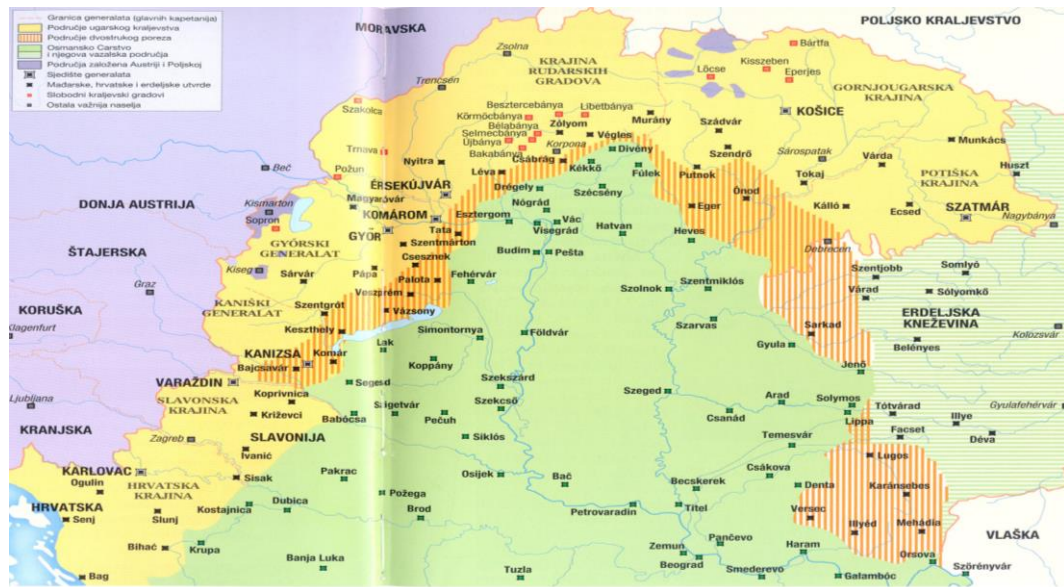 Granica generalata (glavnih kapetanija)
Područje ugarskog kraljevstva
Područje dvostrukog poreza
Osmansko Carstvo
i njegova vazalska područja
Područja založena Austriji i Poljskoj
Sjedište generalata
Mađarske, hrvatske i erdeljske utvrde
Slobodni kraljevski gradovi
Ostala važnija naselja
MORAVSKA
POLJSKO KRALJEVSTVO
Zsolna
Bártfa
KRAJINA
RUDARSKIH
GRADOVA
Kisszeben
Lőcse
Eperjes
Trencsén
GORNJOUGARSKA
KRAJINA
Szakolca
Besztercebánya
Libetbánya
Körmöcbánya
Bélabánya
Zólyom
Murány
KOŠICE
Selmecbánya
Újbánya
Végles
Szádvár
Korpona
Bakabánya
Trnava
Nyitra
Csábrág
Divény
Szendrő
Sárospatak
Munkács
Beč
Požun
Léva
Kékkő
Fülek
Putnok
Várda
Huszt
Drégely
Szécsény
Tokaj
POTIŠKA
KRAJINA
ÉRSEKÚJVÁR
Magyaróvár
Ónod
Kismarton
Sopron
DONJA AUSTRIJA
KOMÁROM
Esztergom
Nógrád
Eger
Kálló
Ecsed
SZATMÁR
Nagybánya
Tata
Vác
GYŐR
Visegrád
Hatvan
Heves
Debrecen
Szentmárton
GYÓRSKI
GENERALAT
Csesznek
Budim
Pešta
ŠTAJERSKA
Kiseg
Sárvár
Pápa
Palota
Fehérvár
Szentjobb
Somlyó
Graz
Veszprém
Szolnok
Szentmiklós
Várad
Sólyomkő
KANIŠKI
GENERALAT
Szentgrót
Vázsony
KORUŠKA
Klagenfurt
Keszthely
Simontornya
Földvár
Szarvas
Sarkad
ERDELJSKA
KNEŽEVINA
Kolozsvár
KANIZSA
Komár
Lak
Gyula
Belényes
Bajcsavár
Koppány
Jenő
VARAŽDIN
Segesd
Szekszárd
SLAVONSKA
KRAJINA
Koprivnica
Szeged
Arad
Solymos
Gyulafehérvár
Ljubljana
Križevci
Babócsa
Sigetvár
Pečuh
Szekcső
Csanád
Lippa
Tótvárad
Illye
KRANJSKA
Zagreb
SLAVONIJA
Siklós
Facset
Déva
Temesvár
Ivanić
Lugos
KARLOVAC
Ogulin
Pakrac
Osijek
Bač
Csákova
HRVATSKA
KRAJINA
Sisak
Becskerek
Denta
Karánsebes
HRVATSKA
Senj
Slunj
Kostajnica
Dubica
Požega
Brod
Petrovaradin
Titel
Versec
Illyéd
Mehádia
VLAŠKA
Bihać
Krupa
Banja Luka
Zemun
Pančevo
Haram
Beograd
Orsova
Bag
Tuzla
Smederevo
Galambóc
Szörényvár